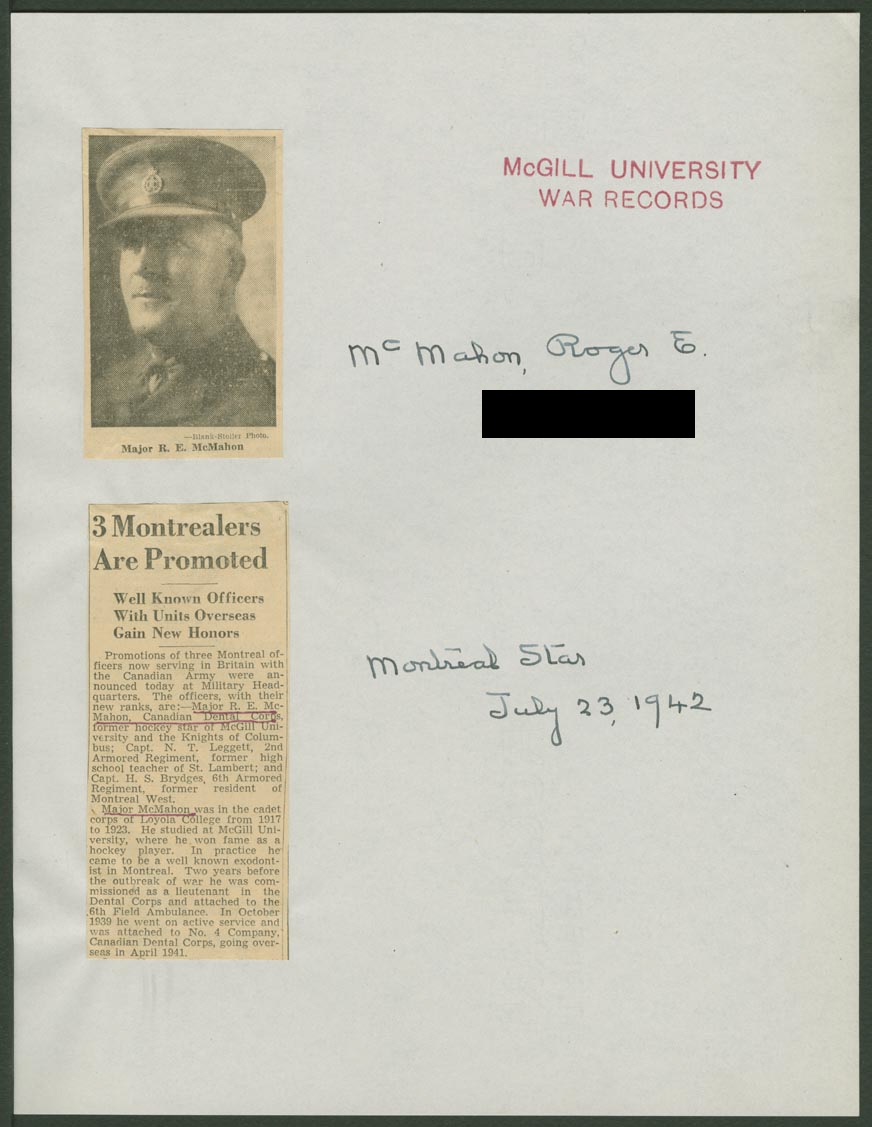 McGILL UNIVERSITY
WAR RECORDS
McMahon, Roger E.
—Blank-Stoller Photo.
Major R. E. McMahon
3 Montrealers
Are Promoted
Well Known Officers
With Units Overseas
Gain New Honors
Promotions of three Montreal of-
ficers now serving in Britain with
the Canadian Army were an-
nounced today at Military Head-
quarters. The officers, with their
new ranks, are:—Major R. E. Mc-
Mahon, Canadian Dental Corps,
former hockey star of McGill Uni-
versity and the Knights of Colum-
bus; Capt. N. T. Leggett, 2nd
Armored Regiment, former high
school teacher of St. Lambert; and
Capt. H. S. Brydges, 6th Armored
Regiment, former resident of
Montreal West.
Major McMahon was in the cadet
corps of Loyola College from 1917
to 1923. He studied at McGill Uni-
versity, where he won fame as a
hockey player. In practice he
came to be a well known exodont-
ist in Montreal. Two years before
the outbreak of war he was com-
missioned as a lieutenant in the
Dental Corps and attached to the
6th Field Ambulance. In October
1939 he went on active service and
was attached to No. 4 Company,
Canadian Dental Corps, going over-
seas in April 1941.
Montreal Star
July 23, 1942